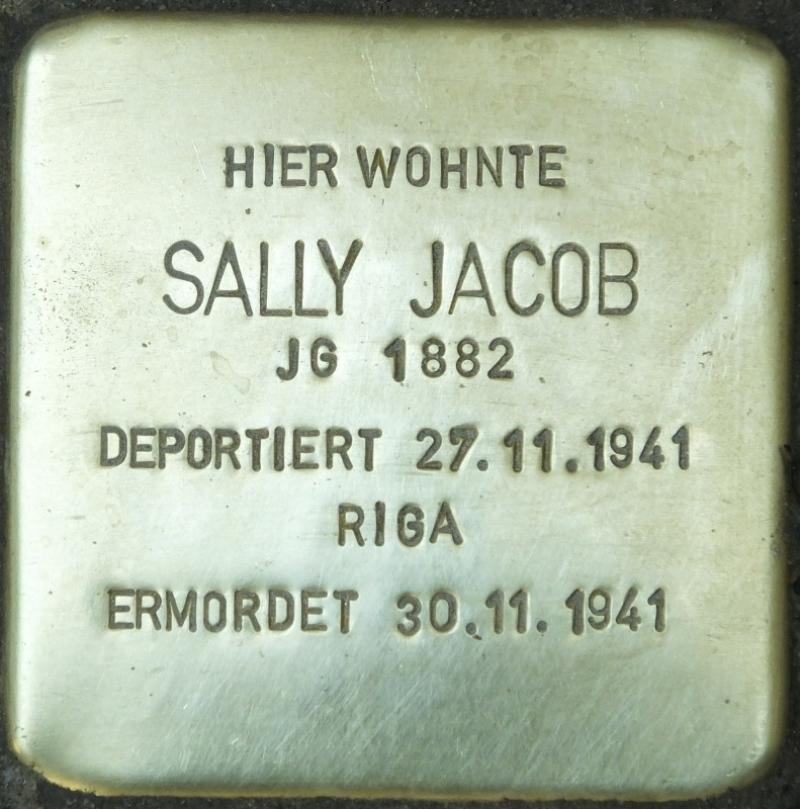 HIER WOHNTE
SALLY JACOB
JG 1882
DEPORTIERT 27.11.1941
RIGA
ERMORDET 30.11.1941